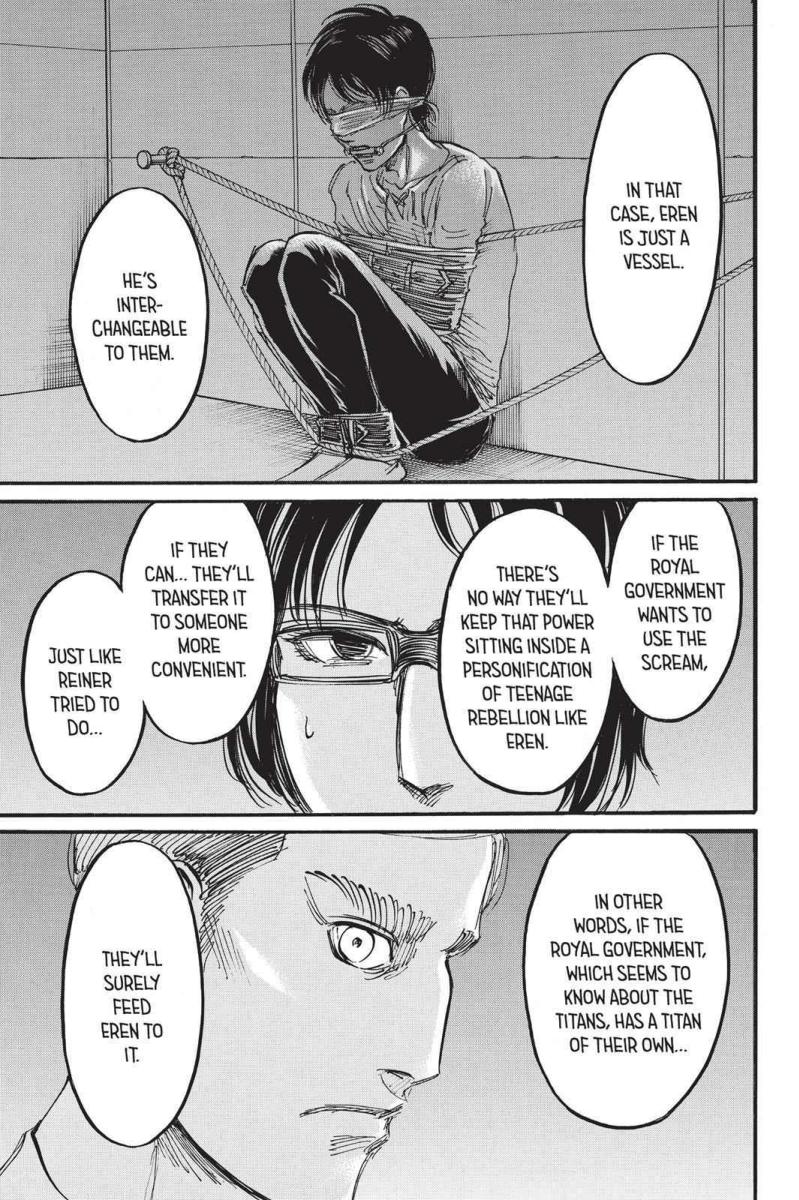 IN THAT
CASE, EREN
IS JUST A
VESSEL.
HE'S
INTER-
CHANGEABLE
TO THEM.
IF THE
ROYAL
GOVERNMENT
WANTS TO
USE THE
SCREAM,
THERE'S
NO WAY THEY'LL
KEEP THAT POWER
SITTING INSIDE A
PERSONIFICATION
OF TEENAGE
REBELLION LIKE
EREN.
IF THEY
CAN... THEY'LL
TRANSFER IT
TO SOMEONE
MORE
CONVENIENT.
JUST LIKE
REINER
TRIED TO
DO...
IN OTHER
WORDS, IF THE
ROYAL GOVERNMENT,
WHICH SEEMS TO
KNOW ABOUT THE
TITANS, HAS A TITAN
OF THEIR OWN...
THEY'LL
SURELY
FEED
EREN TO
IT.